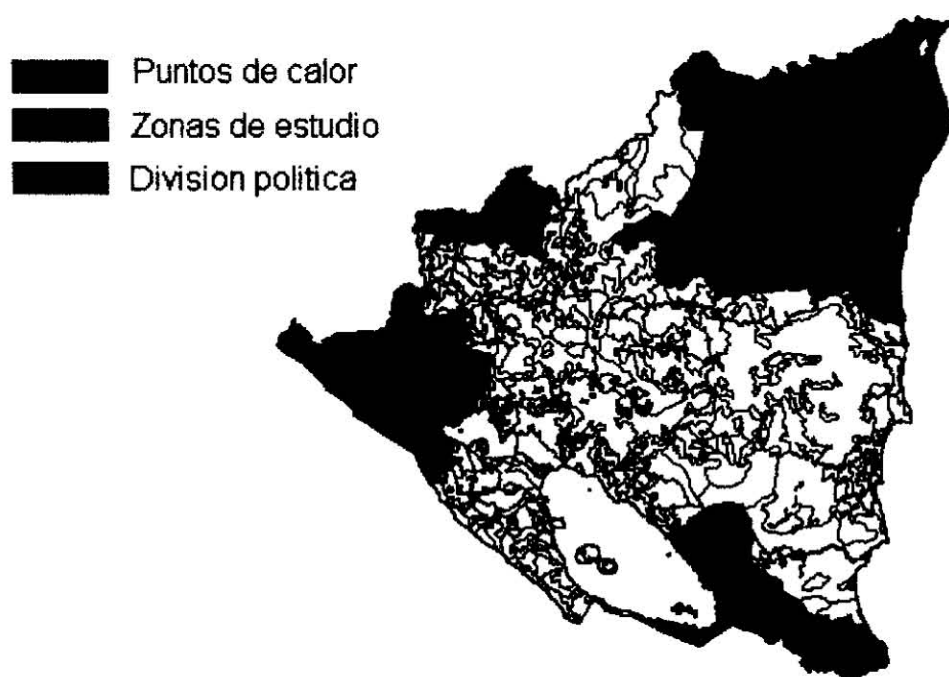 Puntos de calor
Zonas de estudio
Division politica